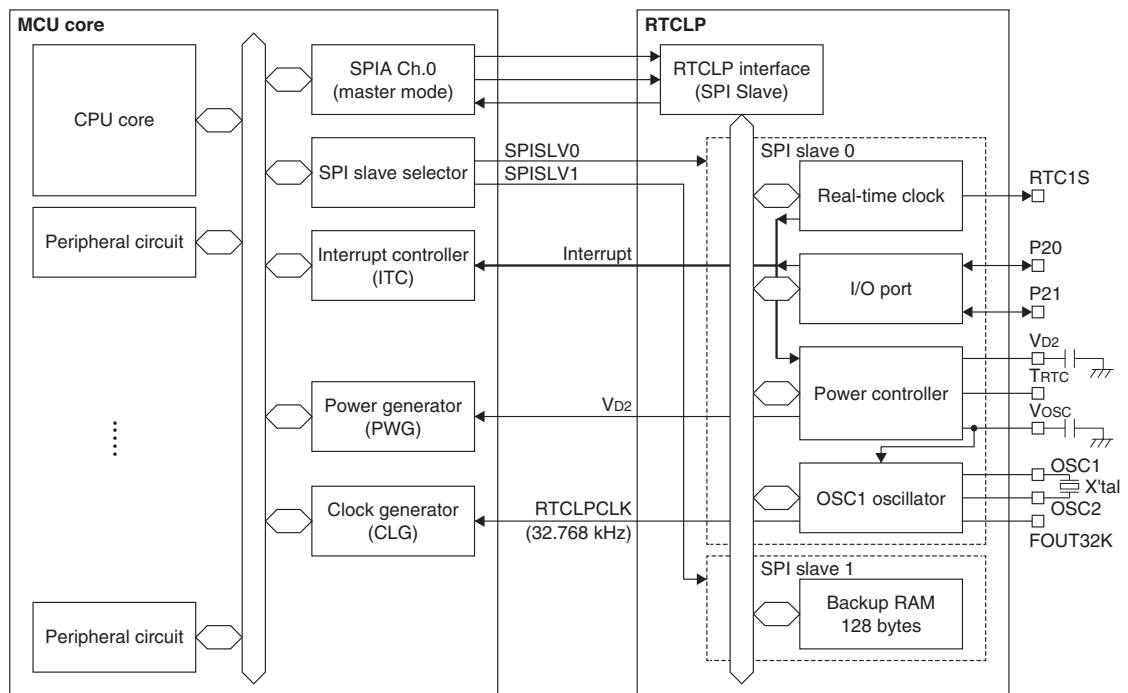 MCU core
CPU core
Peripheral circuit
Peripheral circuit
SPIA Ch.0
(master mode)
SPI slave selector
Interrupt controller
(ITC)
Power generator
(PWG)
Clock generator
(CLG)
SPISLV0
SPISLV1
Interrupt
VD2
RTCLPCLK
(32.768 kHz)
RTCLP
RTCLP interface
(SPI Slave)
SPI slave 0
Real-time clock
I/O port
Power controller
OSC1 oscillator
SPI slave 1
Backup RAM
128 bytes
RTC1S
P20
P21
VD2
TRTC
VOSC
OSC1
X'tal
OSC2
FOUT32K